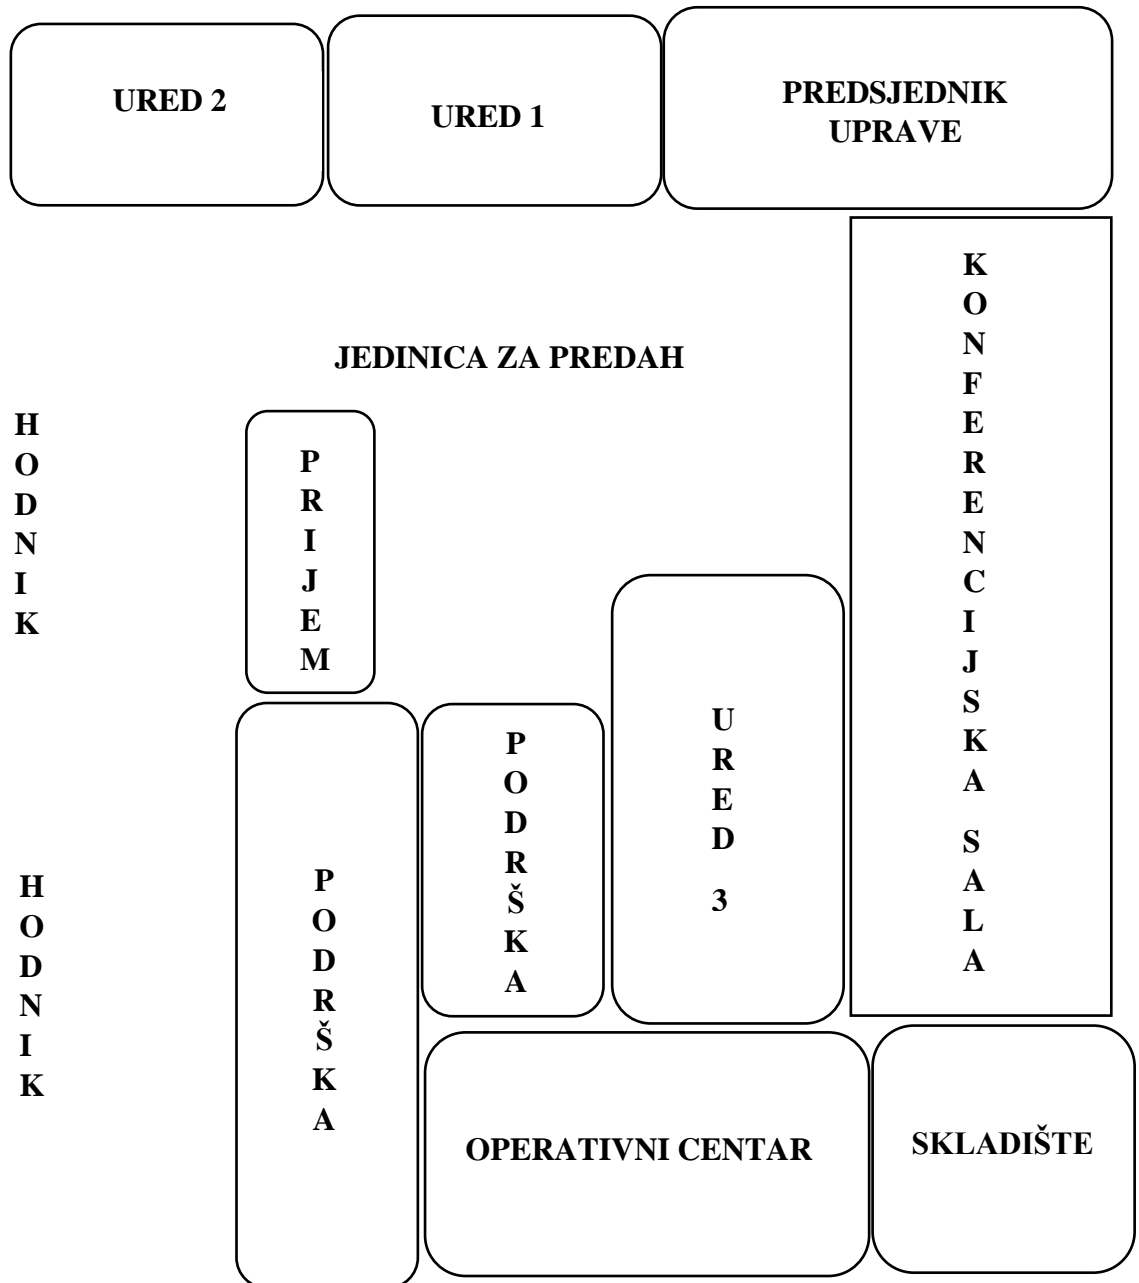 URED 2
URED 1
PREDSJEDNIK
UPRAVE
JEDINICA ZA PREDAH
HODNIK
PRIJEM
KONFERENCIJSKA SALA
URED 3
PODRŠKA
HODNIK
PODRŠKA
OPERATIVNI CENTAR
SKLADIŠTE